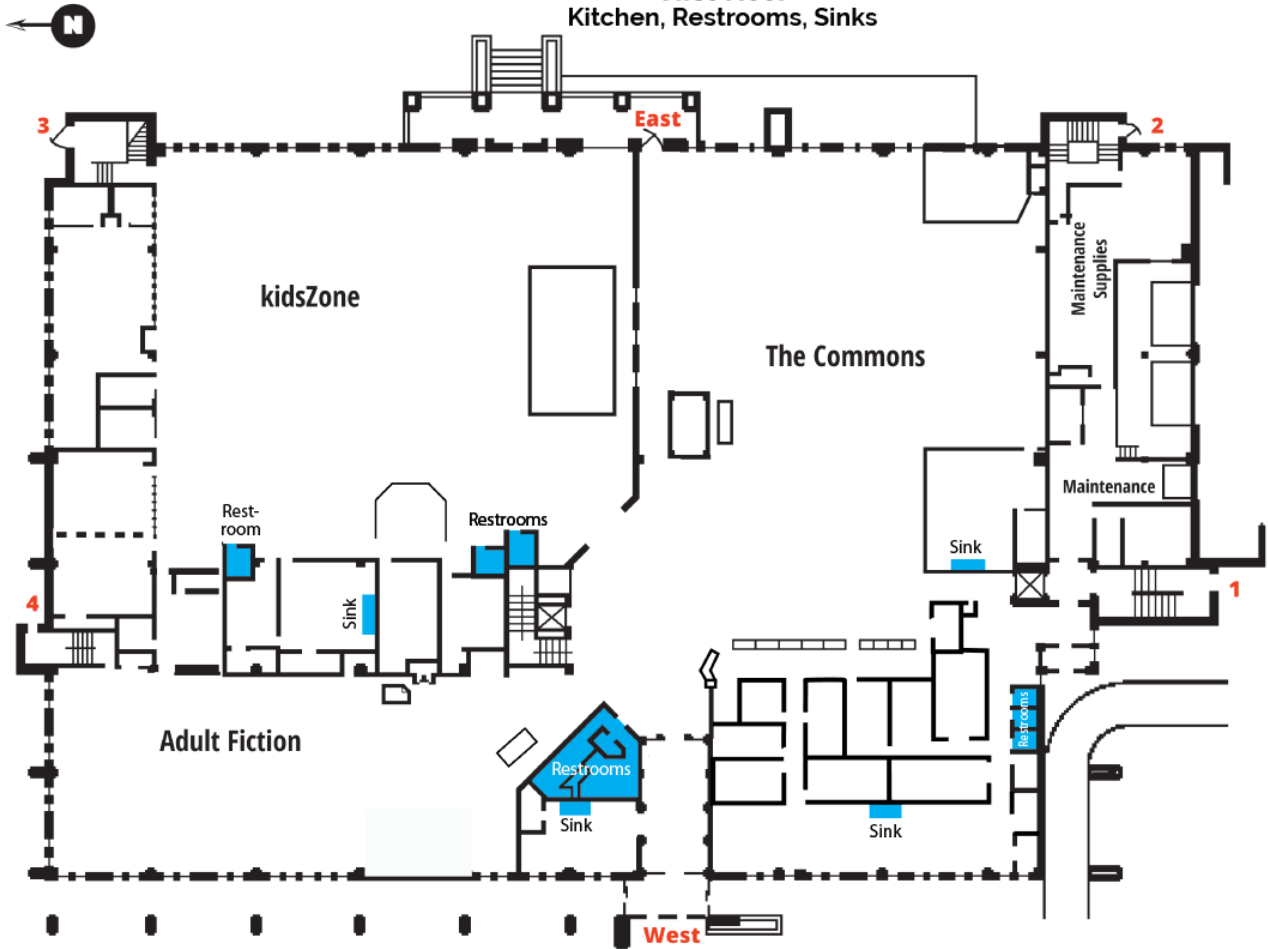 Kitchen, Restrooms, Sinks
N
3
East
2
kidsZone
Maintenance
Supplies
The Commons
Maintenance
Rest-
room
Restrooms
Sink
Sink
4
1
Restrooms
Restrooms
Adult Fiction
Restrooms
Sink
Sink
West